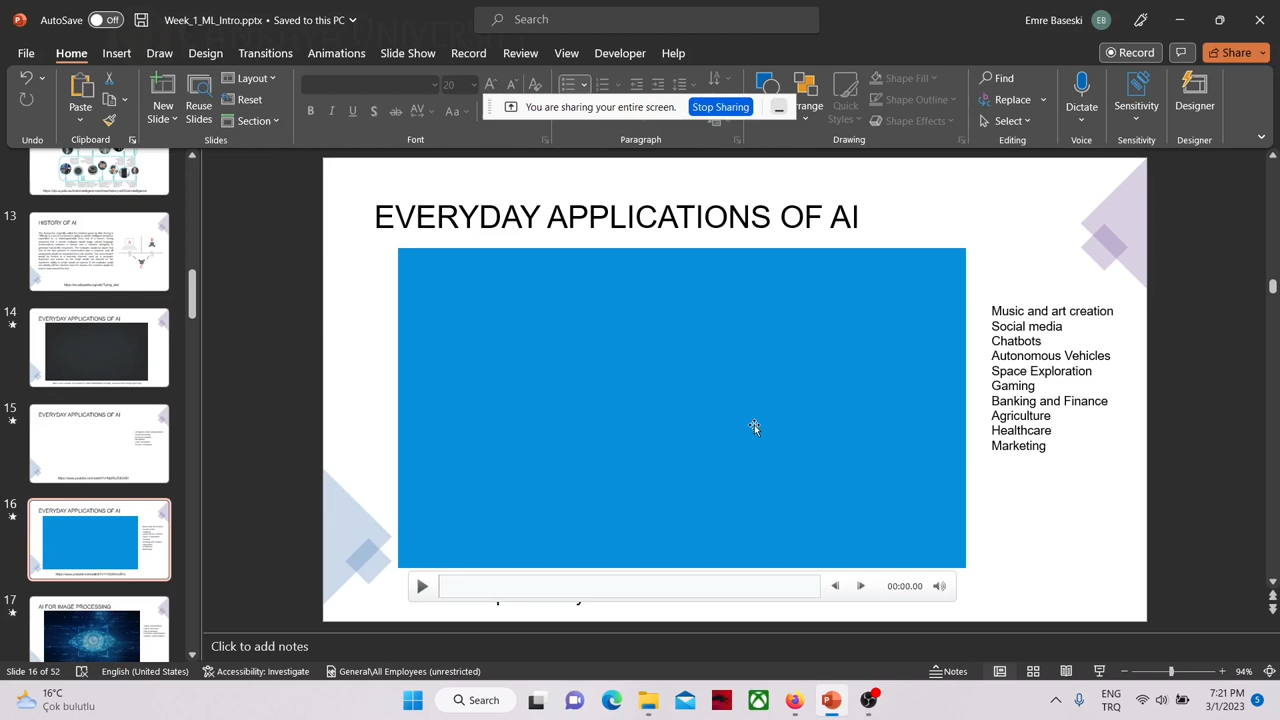 AutoSave Off Week_1_ML_Intro.pptx • Saved to this PC
Search
Emre Baseski EB
File Home Insert Draw Design Transitions Animations Slide Show Record Review View Developer Help
Record Share
Undo
Paste
Clipboard
New Slide
Reuse Slides
Layout
Reset
Section
Slides
20
Font
Paragraph
You are sharing your entire screen. Stop Sharing
Quick Styles
Shape Fill
Shape Outline
Shape Effects
Drawing
Find
Replace
Select
Editing
Dictate
Voice
Sensitivity
Sensitivity
Designer
Designer
13
HISTORY OF AI
14
EVERYDAY APPLICATIONS OF AI
15
EVERYDAY APPLICATIONS OF AI
16
EVERYDAY APPLICATIONS OF AI
17
AI FOR IMAGE PROCESSING
EVERYDAY APPLICATIONS OF AI
Music and art creation
Social media
Chatbots
Autonomous Vehicles
Space Exploration
Gaming
Banking and Finance
Agriculture
Healthcare
Marketing
00:00.00
Click to add notes
Slide 16 of 52 English (United States) Accessibility: Investigate General\All Employees (unrestricted) Notes 94%
16°C
Çok bulutlu
Search
ENG
TRQ
7:21 PM
3/1/2023
5